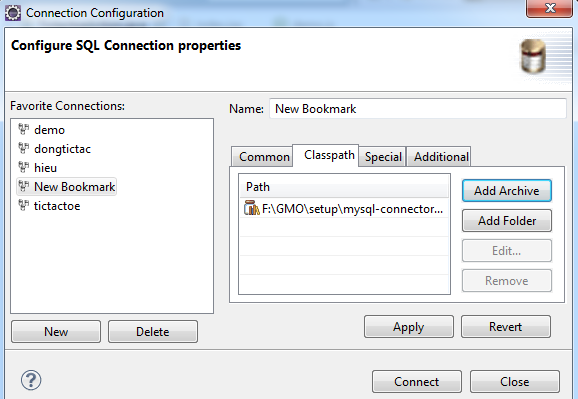 Connection Configuration
Configure SQL Connection properties
Favorite Connections:
demo
dongtictac
hieu
New Bookmark
tictactoe
New
Delete
Name: New Bookmark
Common Classpath Special Additional
Path
F:\GMO\setup\mysql-connector...
Add Archive
Add Folder
Edit...
Remove
Apply
Revert
?
Connect
Close